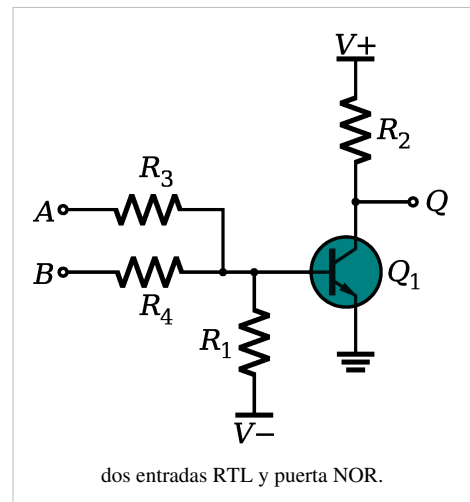 V+
R2
R3
A
Q
B
Q1
R4
R1
V−
dos entradas RTL y puerta NOR.